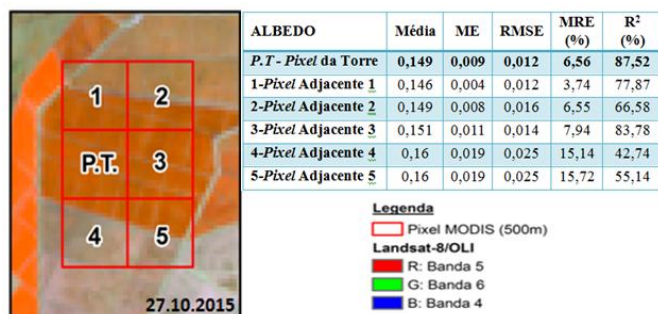 1 2
P.T. 3
4 5
27.10.2015
ALBEDO Média ME RMSE MRE (%) R² (%)
P.T - Pixel da Torre 0,149 0,009 0,012 6,56 87,52
1-Pixel Adjacente 1 0,146 0,004 0,012 3,74 77,87
2-Pixel Adjacente 2 0,149 0,008 0,016 6,55 66,58
3-Pixel Adjacente 3 0,151 0,011 0,014 7,94 83,78
4-Pixel Adjacente 4 0,16 0,019 0,025 15,14 42,74
5-Pixel Adjacente 5 0,16 0,019 0,025 15,72 55,14
Legenda
Pixel MODIS (500m)
Landsat-8/OLI
R: Banda 5
G: Banda 6
B: Banda 4